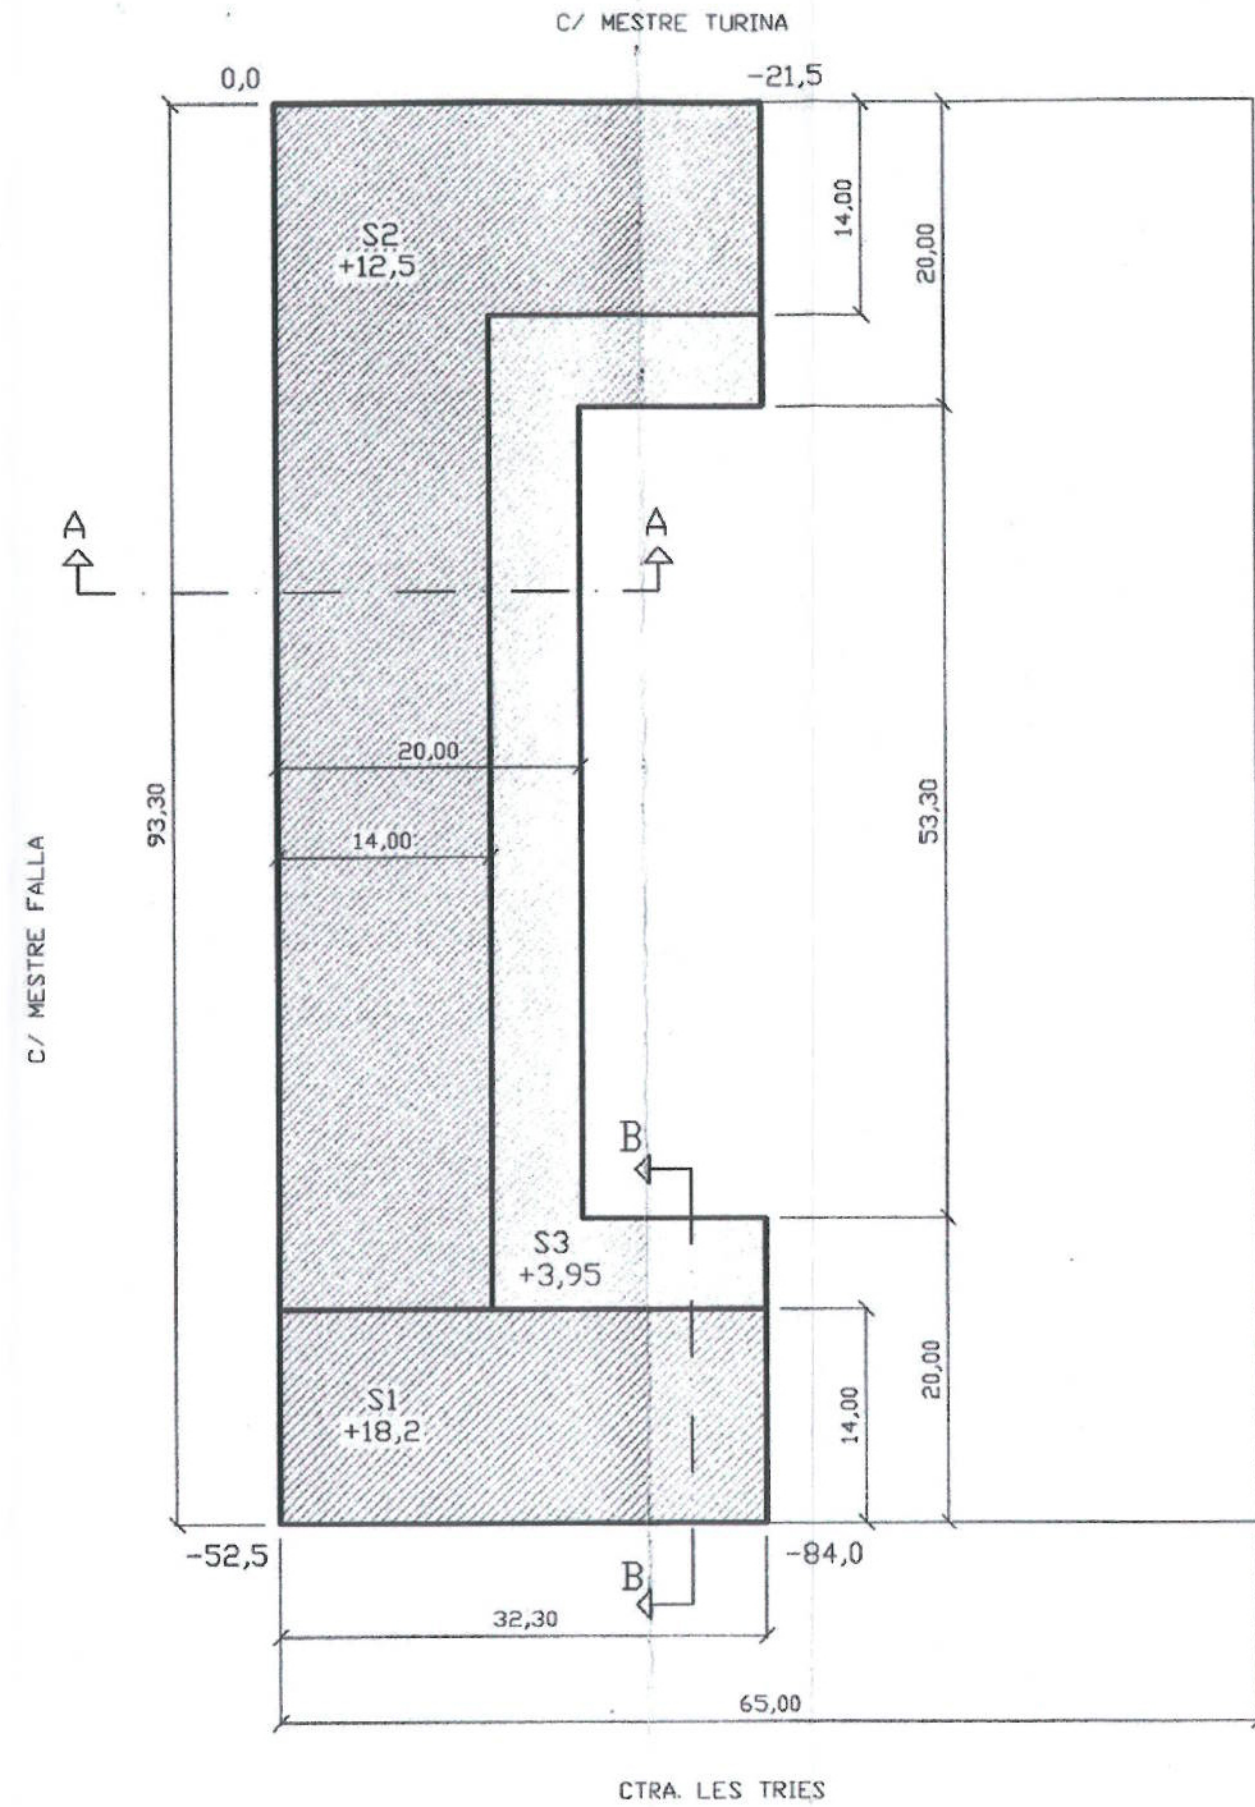 C/ MESTRE TURINA
0,0
-21,5
S2
+12,5
14,00
20,00
A
A
20,00
14,00
93,30
53,30
C/ MESTRE FALLA
B
S3
+3,95
S1
+18,2
14,00
20,00
-52,5
-84,0
B
32,30
65,00
CTRA. LES TRIES